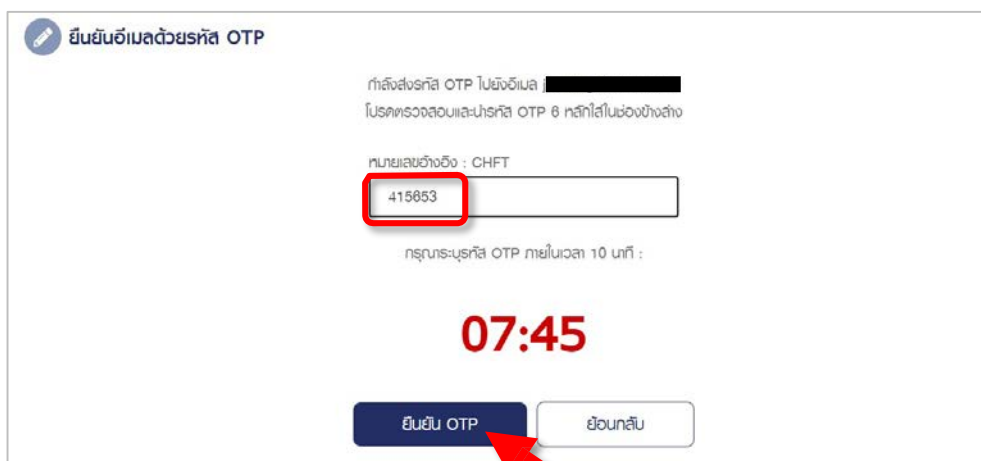 ยืนยันอีเมลด้วยรหัส OTP
กำลังส่งรหัส OTP ไปยังอีเมล j
โปรดตรวจสอบและนำรหัส OTP 6 หลักใส่ในช่องข้างล่าง
หมายเลขอ้างอิง : CHFT
415653
กรุณาระบุรหัส OTP ภายในเวลา 10 นาที :
07:45
ยืนยัน OTP
ย้อนกลับ